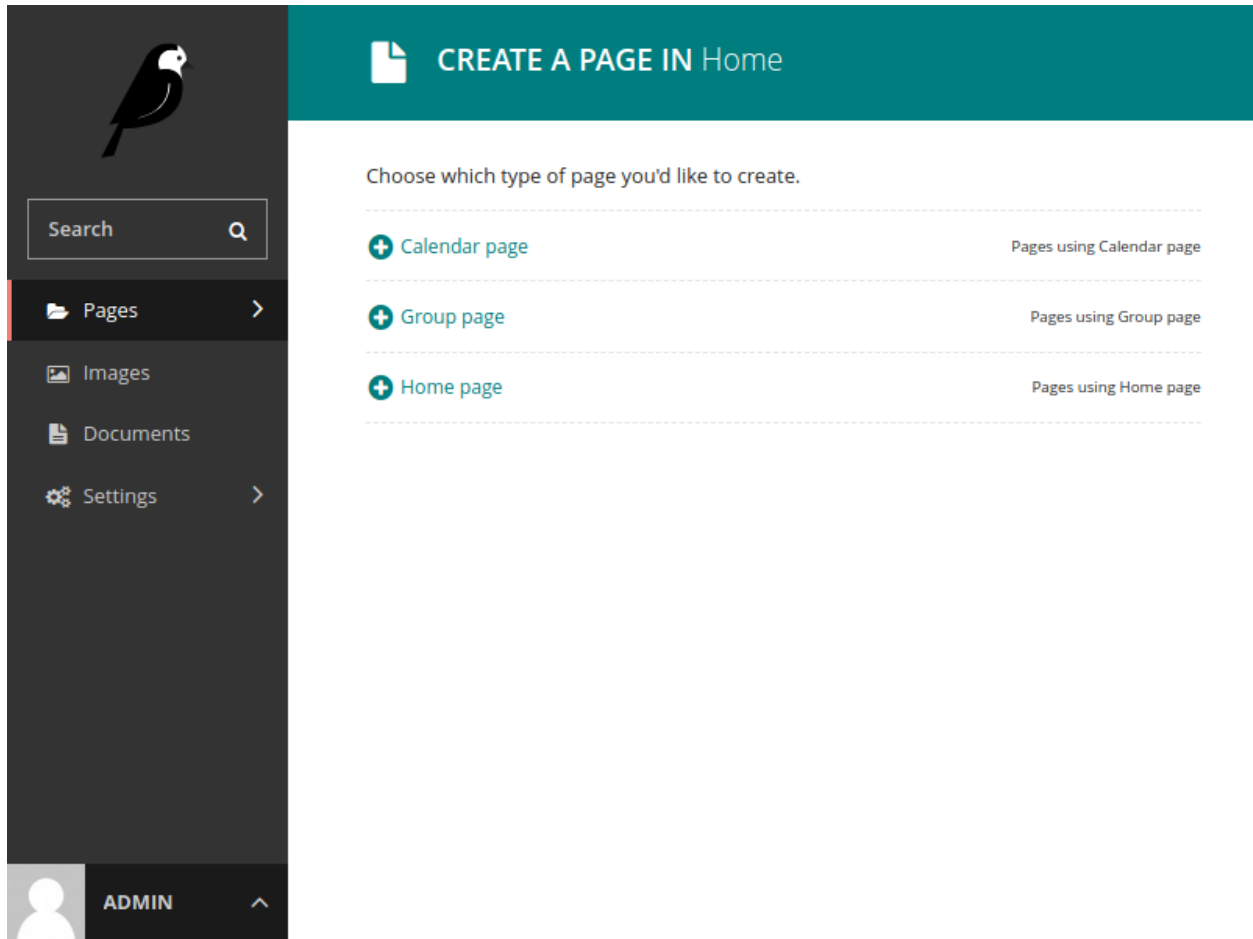 CREATE A PAGE IN Home
Search
Pages
Images
Documents
Settings
ADMIN
Choose which type of page you'd like to create.
Calendar page Pages using Calendar page
Group page Pages using Group page
Home page Pages using Home page